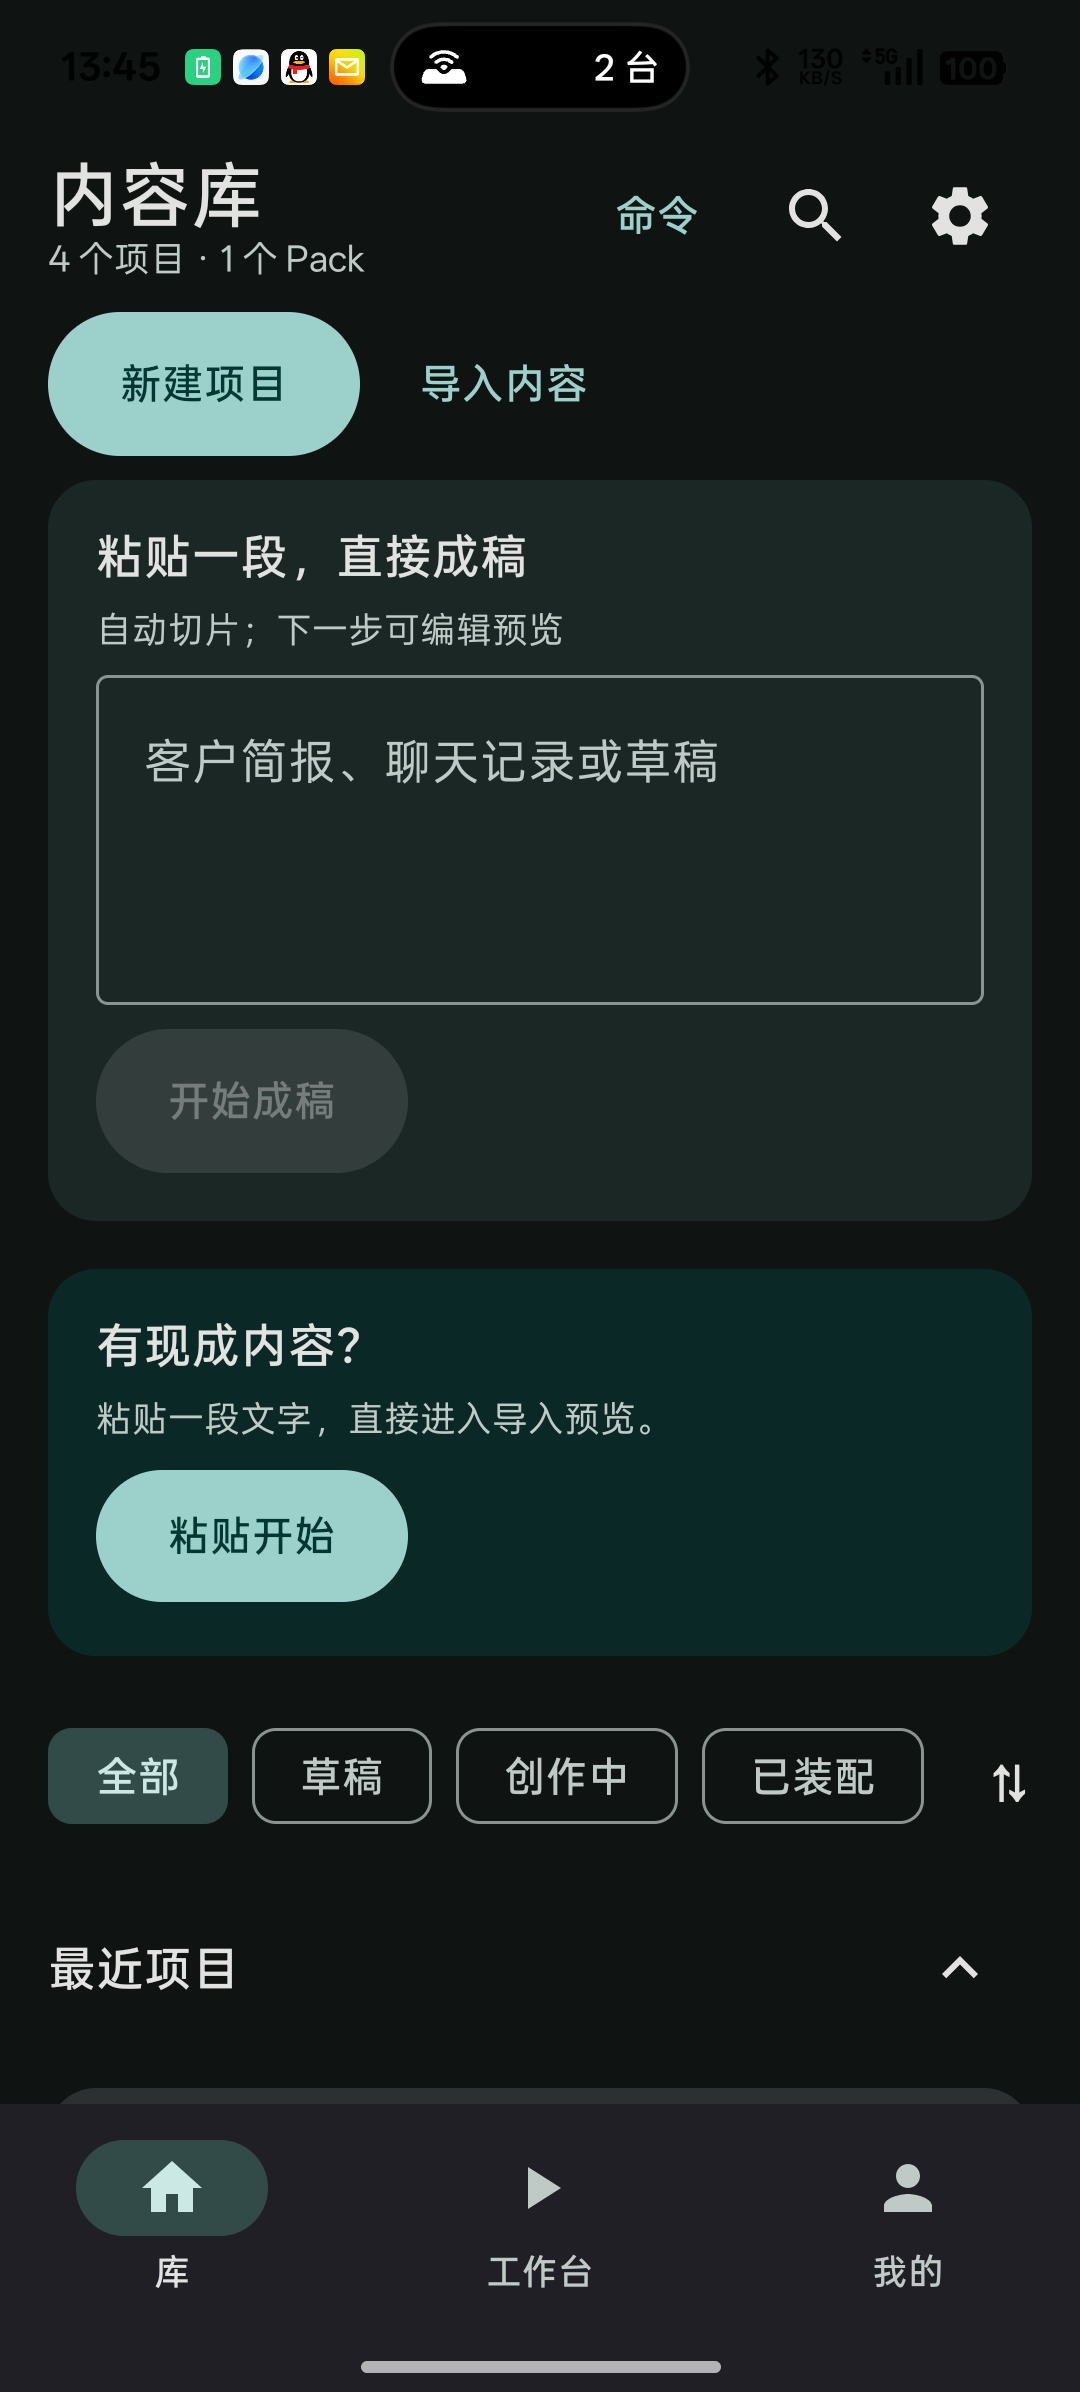 13:45
2 台
130
KB/S
5G
100
内容库
4 个项目 · 1 个 Pack
命令
新建项目
导入内容
粘贴一段，直接成稿
自动切片；下一步可编辑预览
客户简报、聊天记录或草稿
开始成稿
有现成内容？
粘贴一段文字，直接进入导入预览。
粘贴开始
全部
草稿
创作中
已装配
最近项目
库
工作台
我的